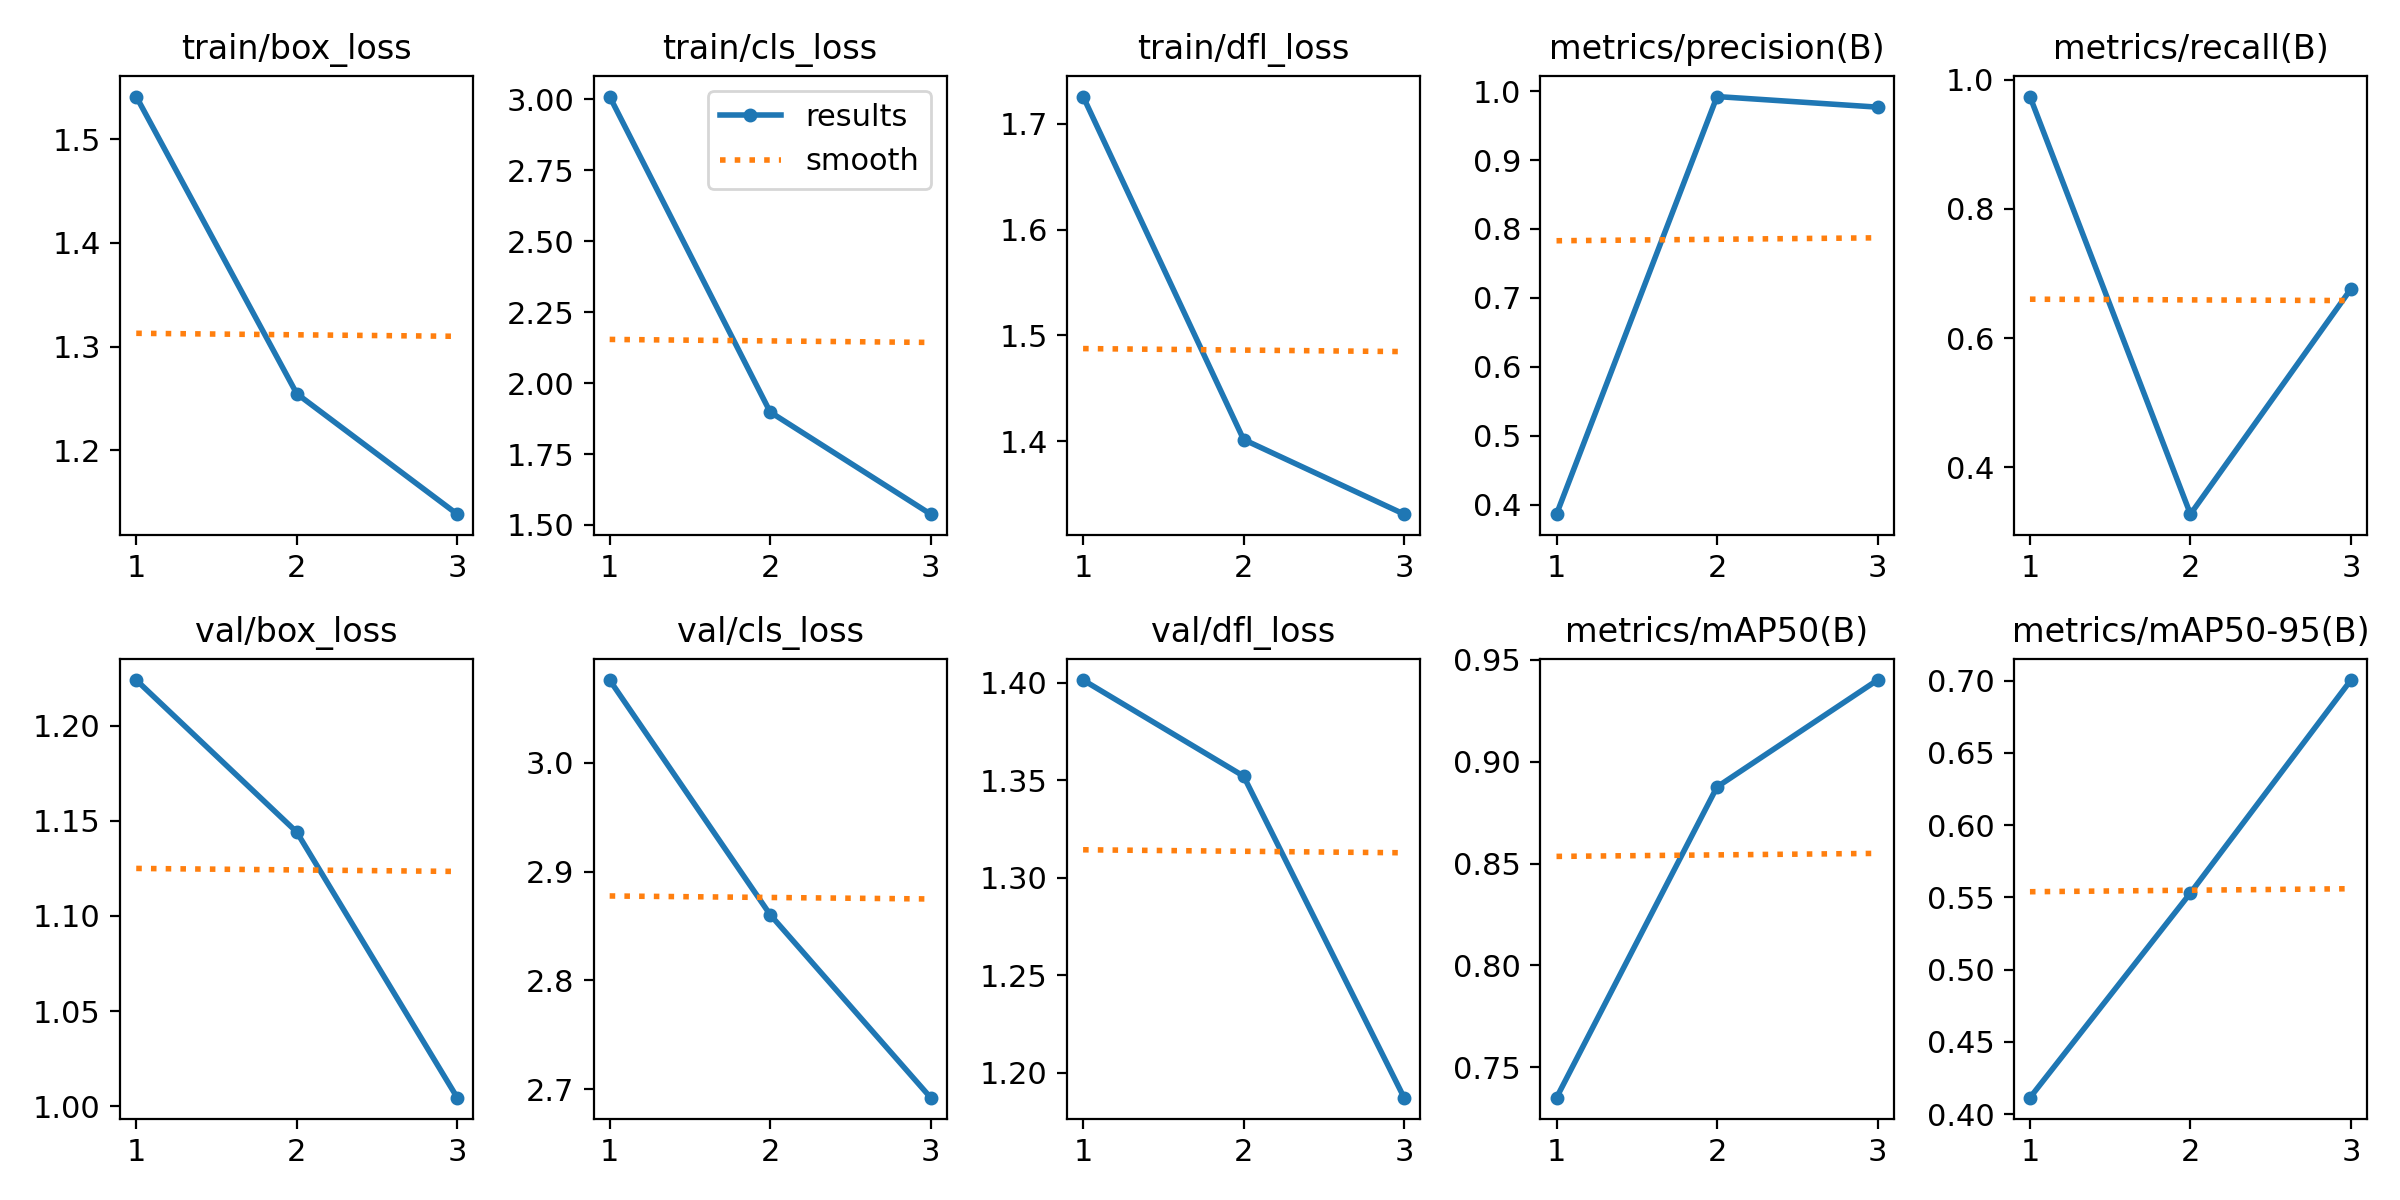 train/box_loss
1.5
1.4
1.3
1.2
1 2 3
train/cls_loss
results
smooth
3.00
2.75
2.50
2.25
2.00
1.75
1.50
1 2 3
train/dfl_loss
1.7
1.6
1.5
1.4
1 2 3
metrics/precision(B)
1.0
0.9
0.8
0.7
0.6
0.5
0.4
1 2 3
metrics/recall(B)
1.0
0.8
0.6
0.4
1 2 3
val/box_loss
1.20
1.15
1.10
1.05
1.00
1 2 3
val/cls_loss
3.0
2.9
2.8
2.7
1 2 3
val/dfl_loss
1.40
1.35
1.30
1.25
1.20
1 2 3
metrics/mAP50(B)
0.95
0.90
0.85
0.80
0.75
1 2 3
metrics/mAP50-95(B)
0.70
0.65
0.60
0.55
0.50
0.45
0.40
1 2 3